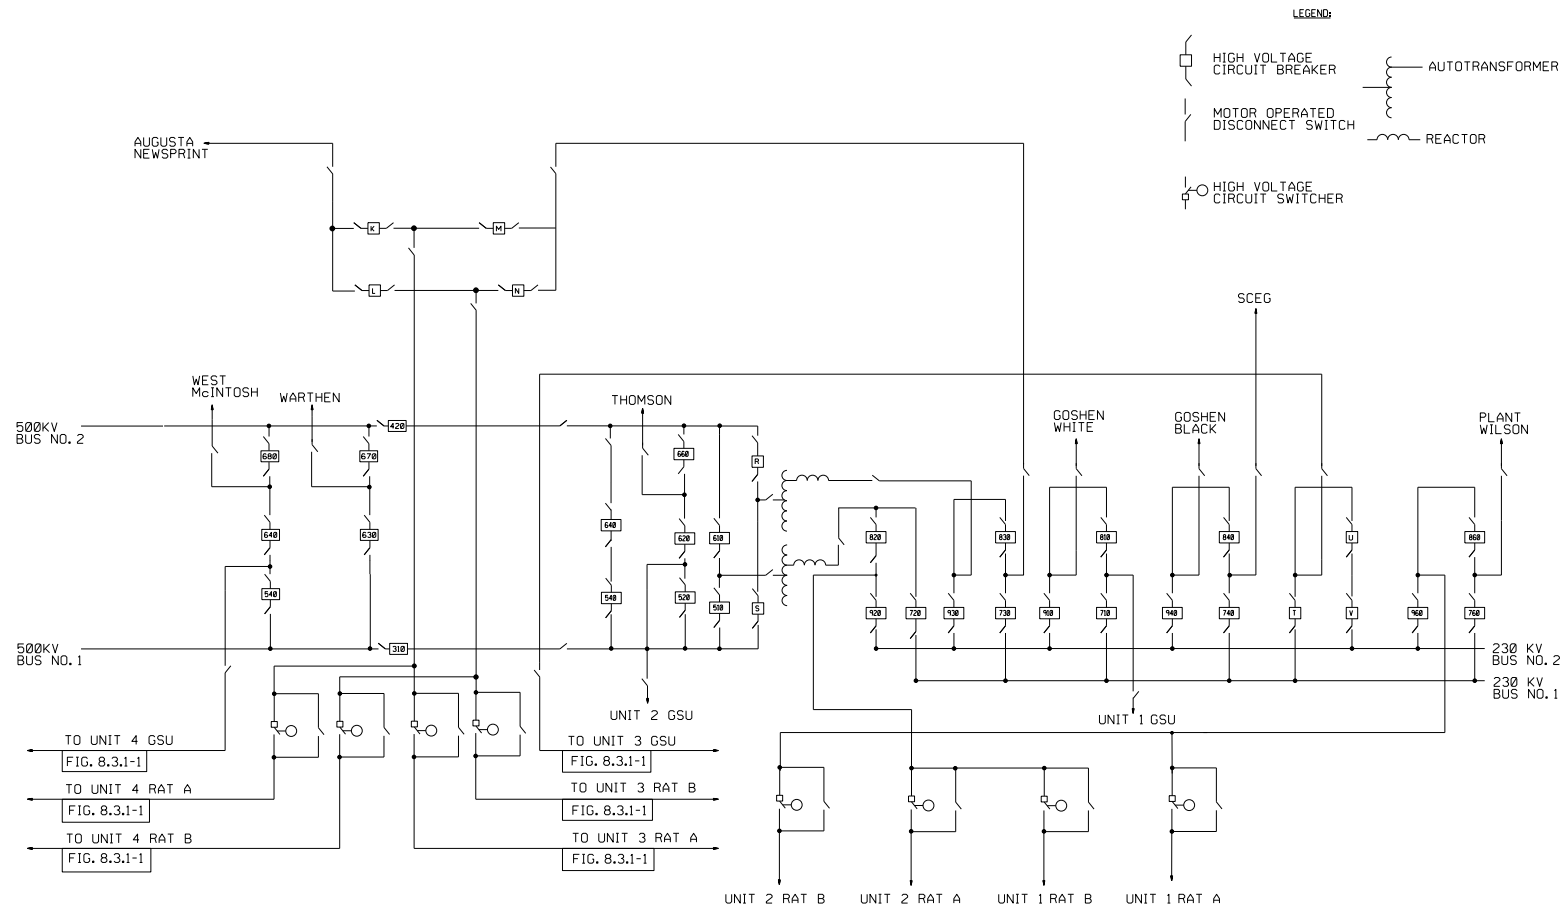 LEGEND:
HIGH VOLTAGE
CIRCUIT BREAKER
AUTOTRANSFORMER
MOTOR OPERATED
DISCONNECT SWITCH
REACTOR
HIGH VOLTAGE
CIRCUIT SWITCHER
AUGUSTA
NEWSPRINT
K
M
L
N
SCEG
WEST
McINTOSH
WARTHEN
THOMSON
GOSHEN
WHITE
GOSHEN
BLACK
PLANT
WILSON
500KV
BUS NO. 2
420
680
670
660
R
640
630
640
620
610
820
830
810
840
U
860
540
540
520
510
S
920
720
930
730
910
710
940
740
T
V
960
760
500KV
BUS NO. 1
310
230 KV
BUS NO. 2
230 KV
BUS NO. 1
UNIT 2 GSU
UNIT 1 GSU
TO UNIT 4 GSU
FIG. 8.3.1-1
TO UNIT 3 GSU
FIG. 8.3.1-1
TO UNIT 4 RAT A
FIG. 8.3.1-1
TO UNIT 3 RAT B
FIG. 8.3.1-1
TO UNIT 4 RAT B
FIG. 8.3.1-1
TO UNIT 3 RAT A
FIG. 8.3.1-1
UNIT 2 RAT B
UNIT 2 RAT A
UNIT 1 RAT B
UNIT 1 RAT A